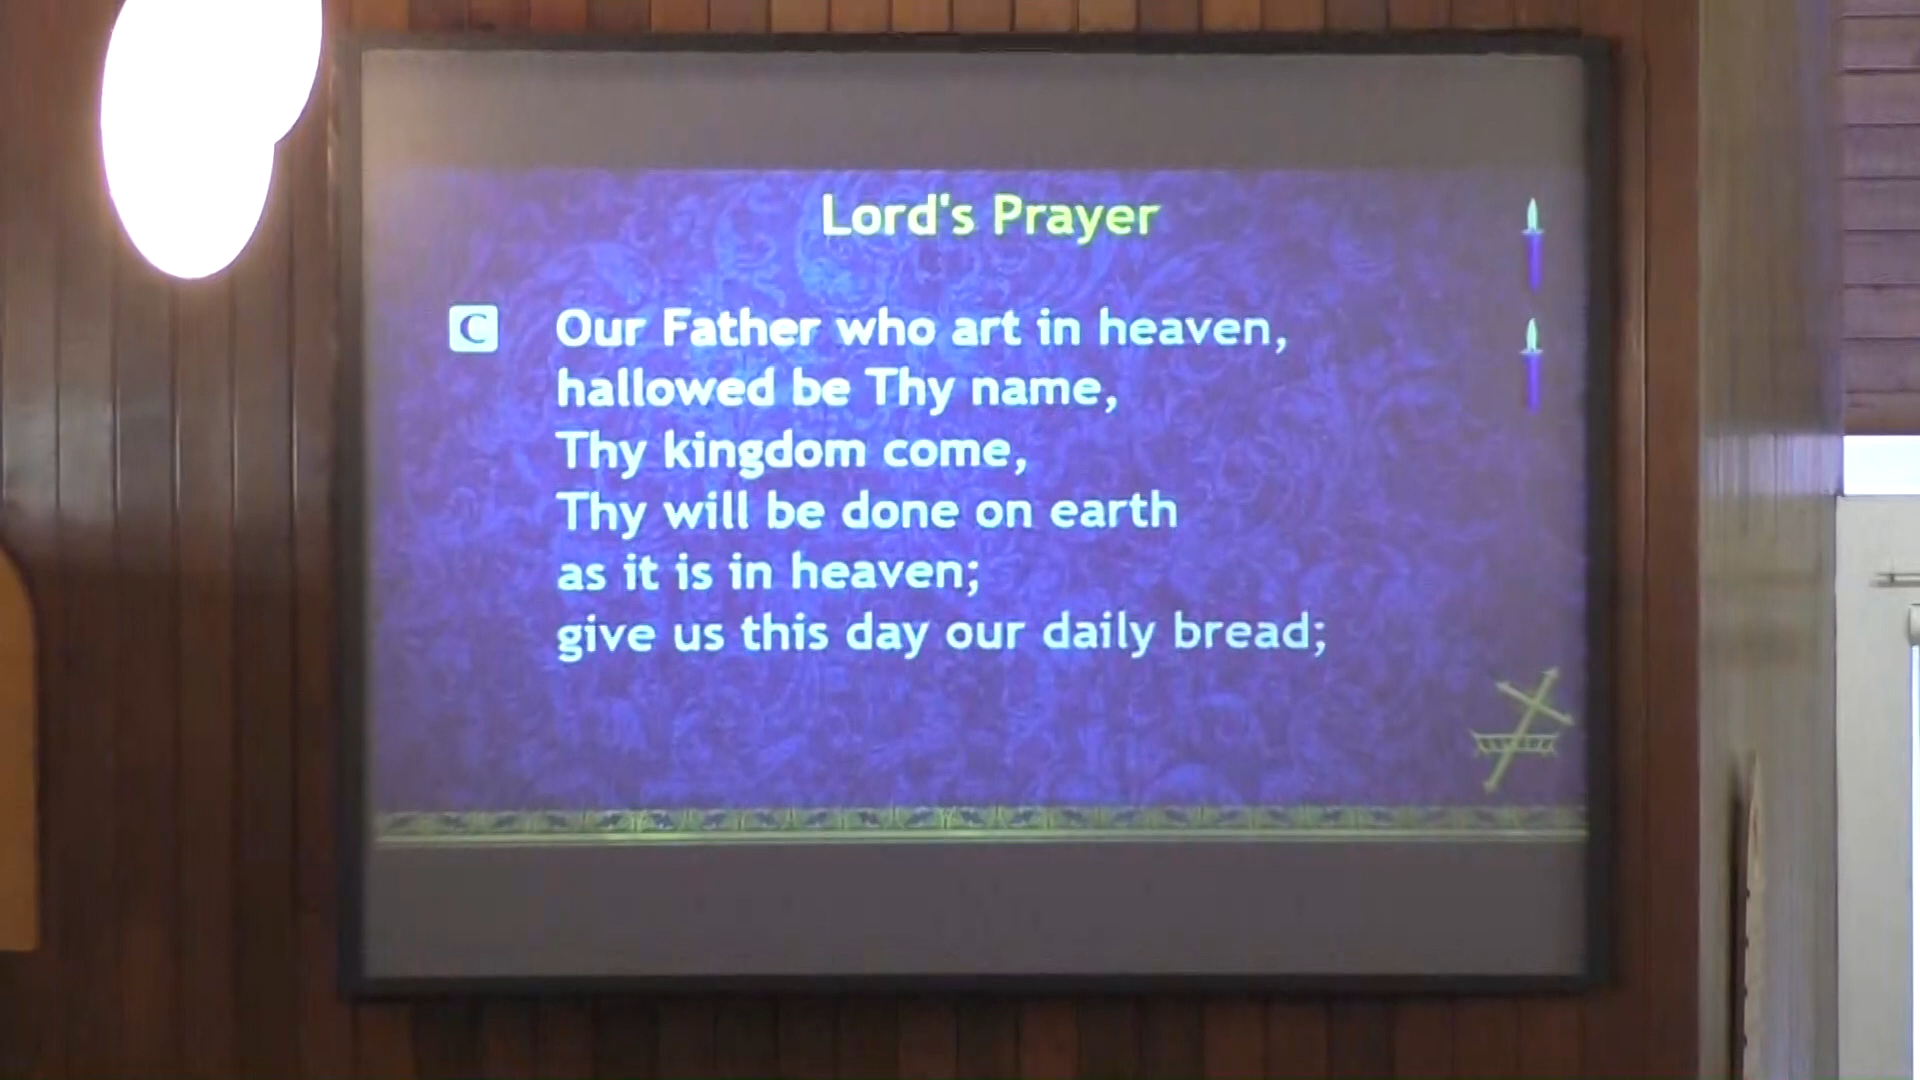 Lord's Prayer
C Our Father who art in heaven,
hallowed be Thy name,
Thy kingdom come,
Thy will be done on earth
as it is in heaven;
give us this day our daily bread;